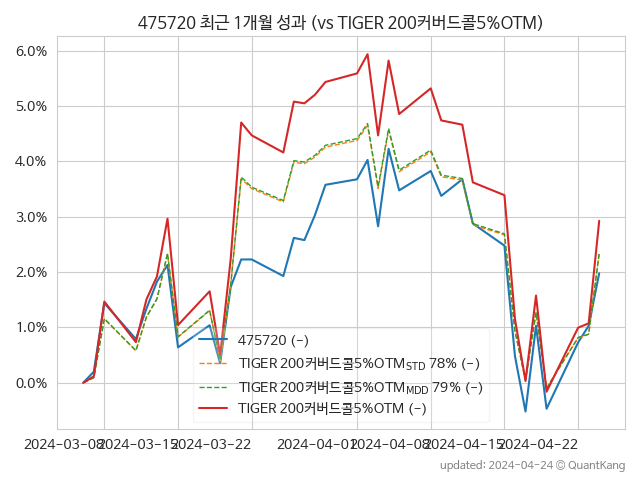 475720 최근 1개월 성과 (vs TIGER 200커버드콜5%OTM)
6.0%
5.0%
4.0%
3.0%
2.0%
1.0%
0.0%
475720 (-)
TIGER 200커버드콜5%OTM_STD 78% (-)
TIGER 200커버드콜5%OTM_MDD 79% (-)
TIGER 200커버드콜5%OTM (-)
2024-03-08 2024-03-15 2024-03-22 2024-04-01 2024-04-08 2024-04-15 2024-04-22
updated: 2024-04-24 © QuantKang